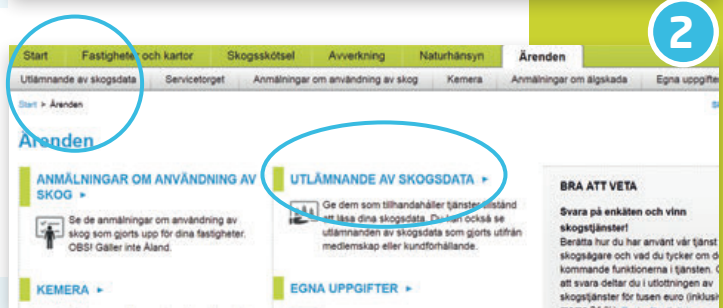 2
Start Fastigheter och kartor Skogsskötsel Avverkning Naturhänsyn Ärenden
Utlämnande av skogsdata Servicetorget Anmälningar om användning av skog Kemera Anmälningar om älgskada Egna uppgifter
Start > Ärenden
Ärenden
ANMÄLNINGAR OM ANVÄNDNING AV
SKOG
Se de anmälningar om användning av
skog som gjorts upp för dina fastigheter.
OBS! Gäller inte Åland.
UTLÄMNANDE AV SKOGSDATA
Ge dem som tillhandahåller tjänster tillstånd
att läsa dina skogsdata. Du kan också se
utlämnanden av skogsdata som gjorts utifrån
medlemskap eller kundförhållande.
KEMERA
EGNA UPPGIFTER
BRA ATT VETA
Svara på enkäten och vinn
skogstjänster!
Berätta hur du har använt vår tjänst
skogsägare och vad du tycker om d
kommande funktionerna i tjänsten.
att svara deltar du i utlottningen av
skogstjänster för tusen euro (inklusi